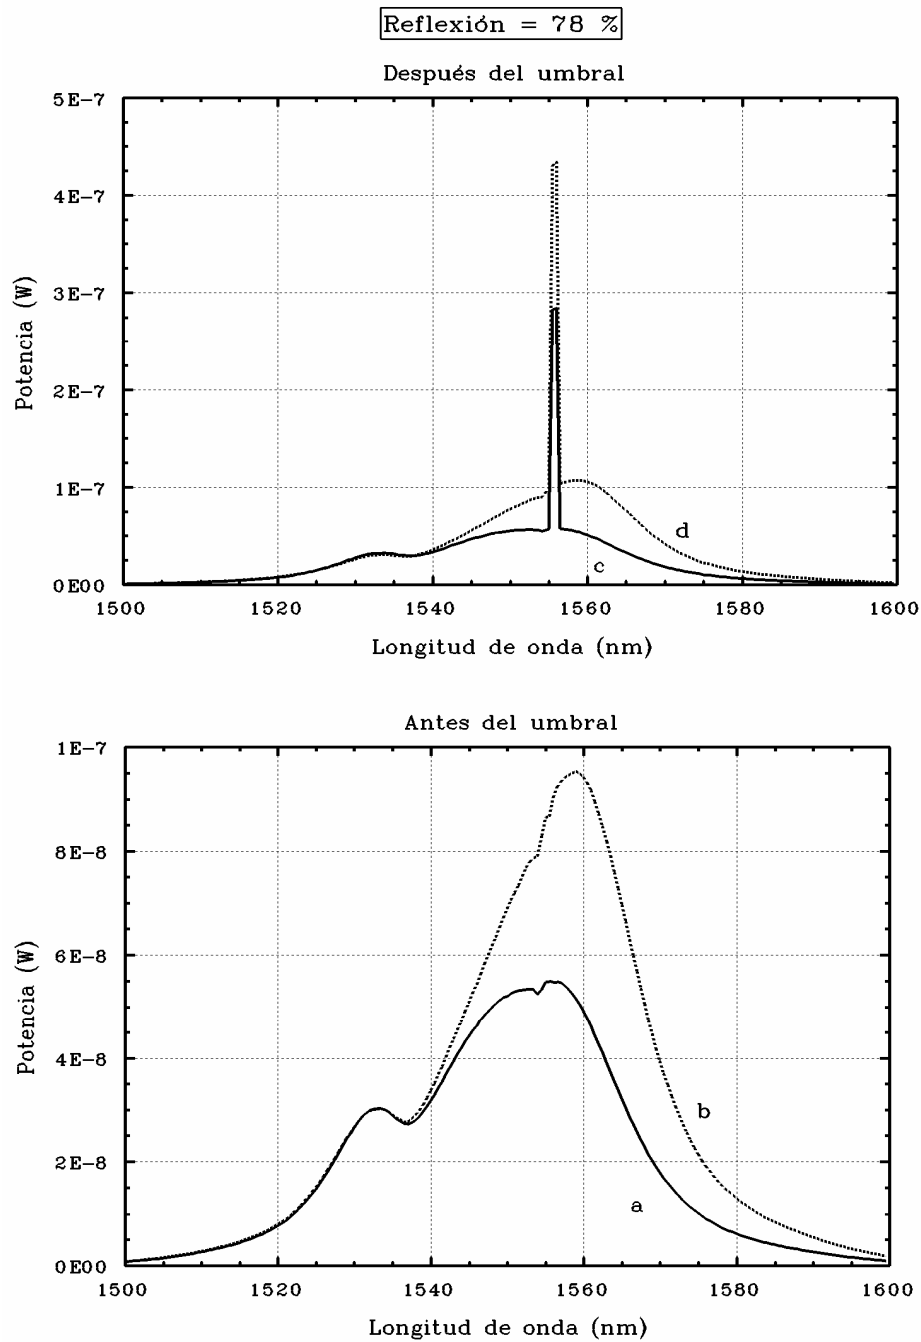 Reflexión = 78 %
Después del umbral
5E-7
4E-7
3E-7
2E-7
1E-7
0E00
Potencia (W)
d
c
1500 1520 1540 1560 1580 1600
Longitud de onda (nm)
Antes del umbral
1E-7
8E-8
6E-8
4E-8
2E-8
0E00
Potencia (W)
b
a
1500 1520 1540 1560 1580 1600
Longitud de onda (nm)